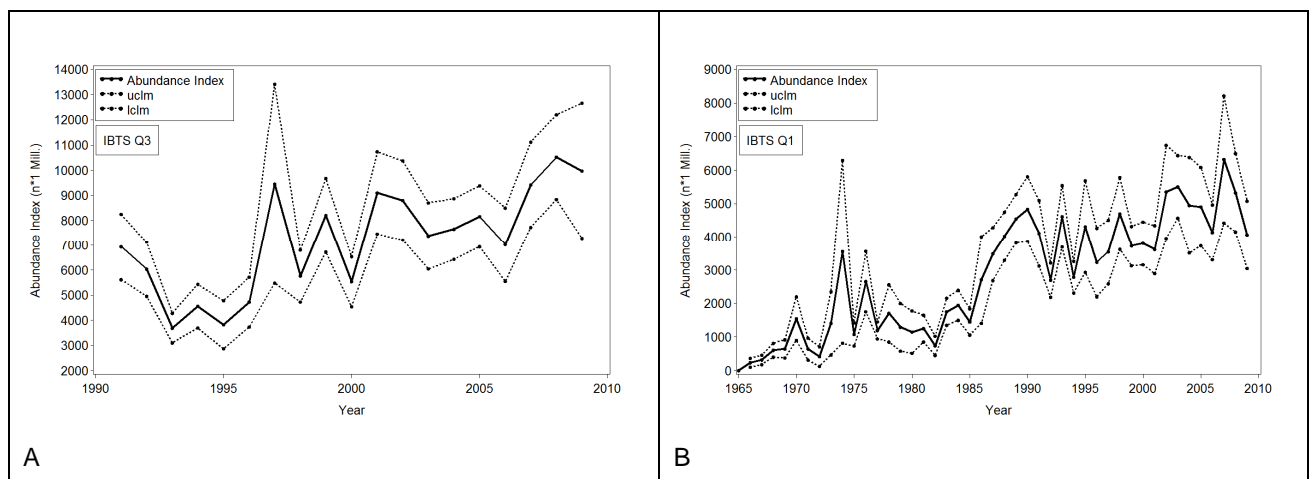 14000
13000
12000
11000
10000
9000
8000
7000
6000
5000
4000
3000
2000
Abundance Index (n*1 Mill.)
Abundance Index
uclm
lclm
IBTS Q3
1990 1995 2000 2005 2010
Year
A
9000
8000
7000
6000
5000
4000
3000
2000
1000
0
Abundance Index (n*1 Mill.)
Abundance Index
uclm
lclm
IBTS Q1
1965 1970 1975 1980 1985 1990 1995 2000 2005 2010
Year
B